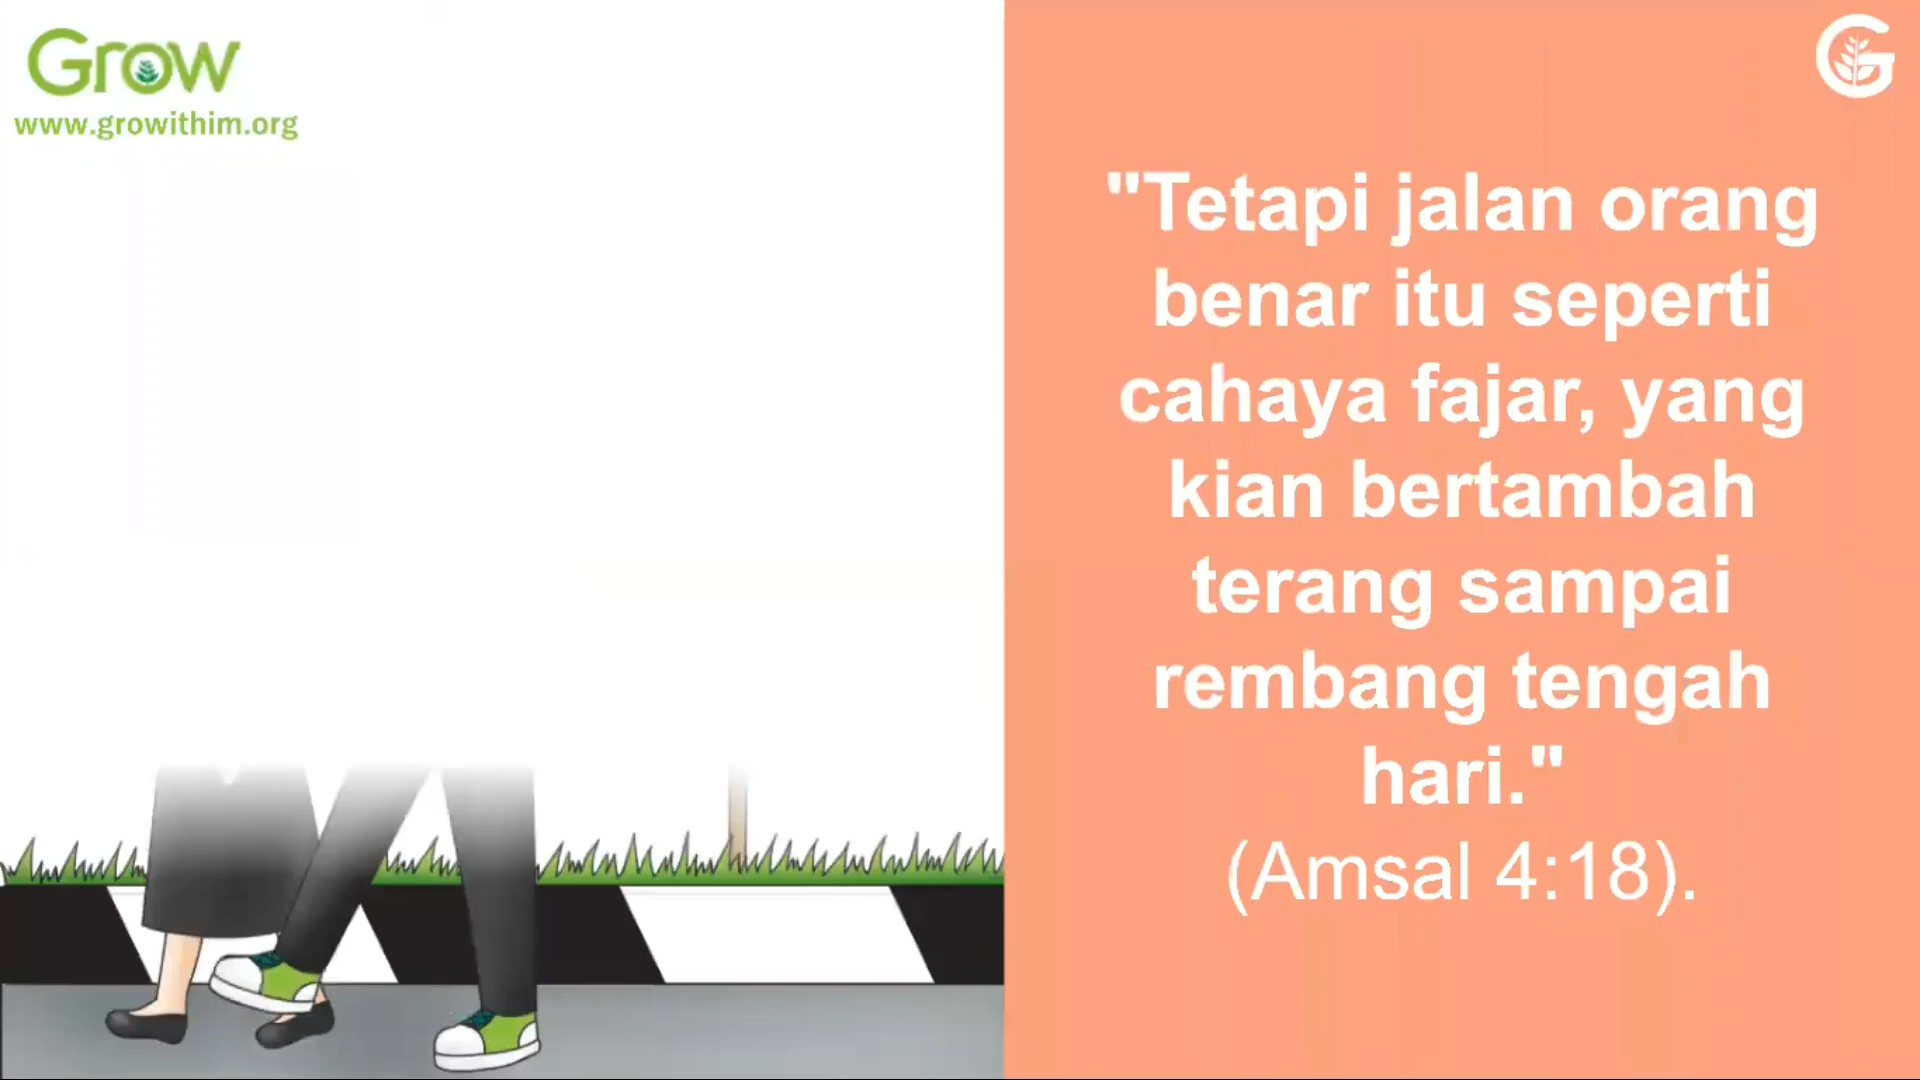 Grow
www.growithim.org
"Tetapi jalan orang
benar itu seperti
cahaya fajar, yang
kian bertambah
terang sampai
rembang tengah
hari."
(Amsal 4:18).